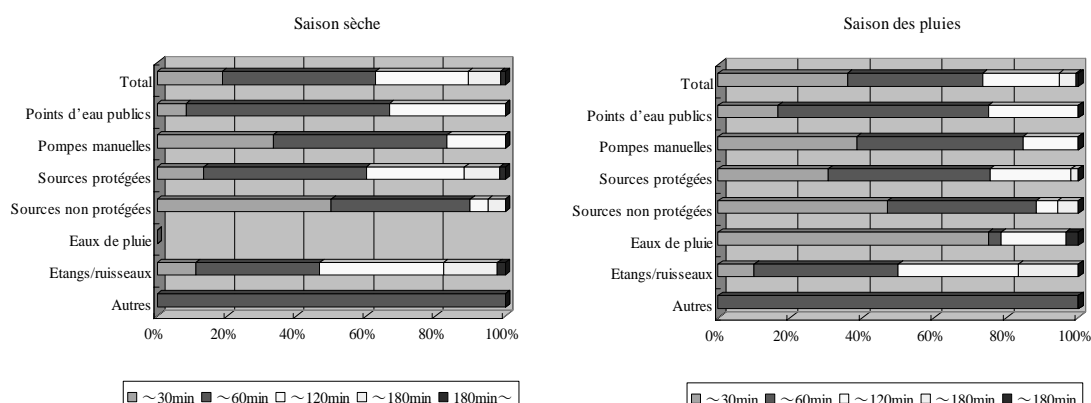 Saison sèche
Total
Points d'eau publics
Pompes manuelles
Sources protégées
Sources non protégées
Eaux de pluie
Etangs/ruisseaux
Autres
0% 20% 40% 60% 80% 100%
～30min ～60min ～120min ～180min 180min～
Saison des pluies
Total
Points d'eau publics
Pompes manuelles
Sources protégées
Sources non protégées
Eaux de pluie
Etangs/ruisseaux
Autres
0% 20% 40% 60% 80% 100%
～30min ～60min ～120min ～180min ～180min